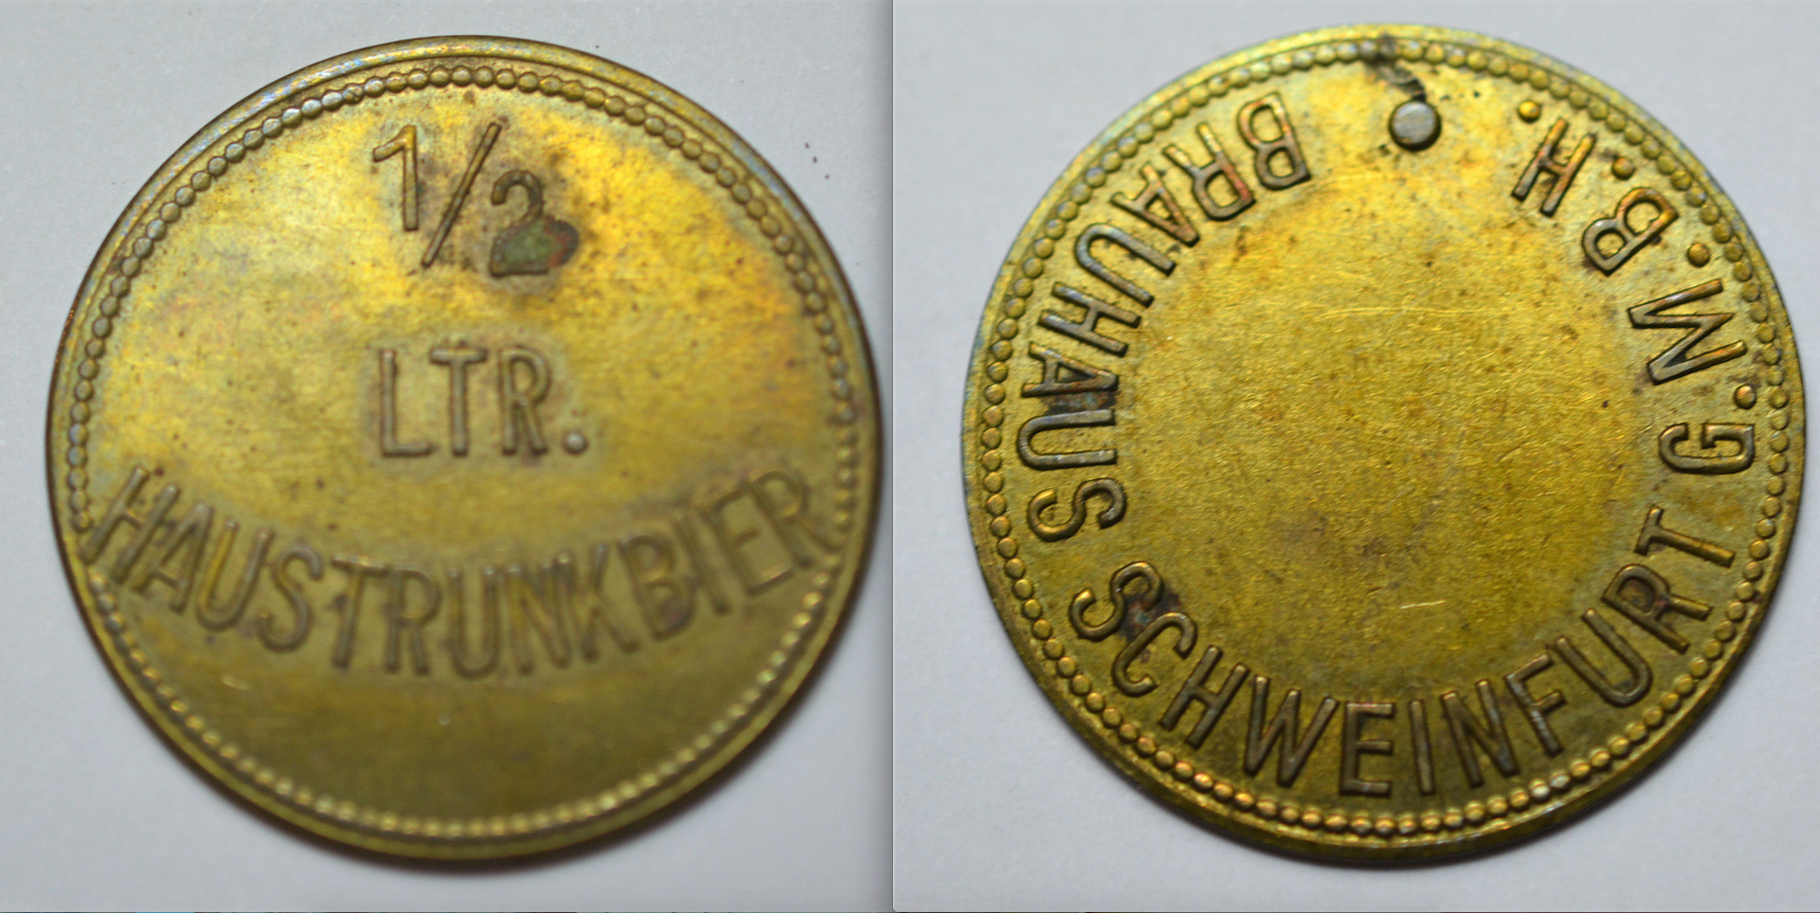 1/2
LTR.
HAUSTRUNKBIER
BRAUHAUS SCHWEINFURT G.M.B.H.